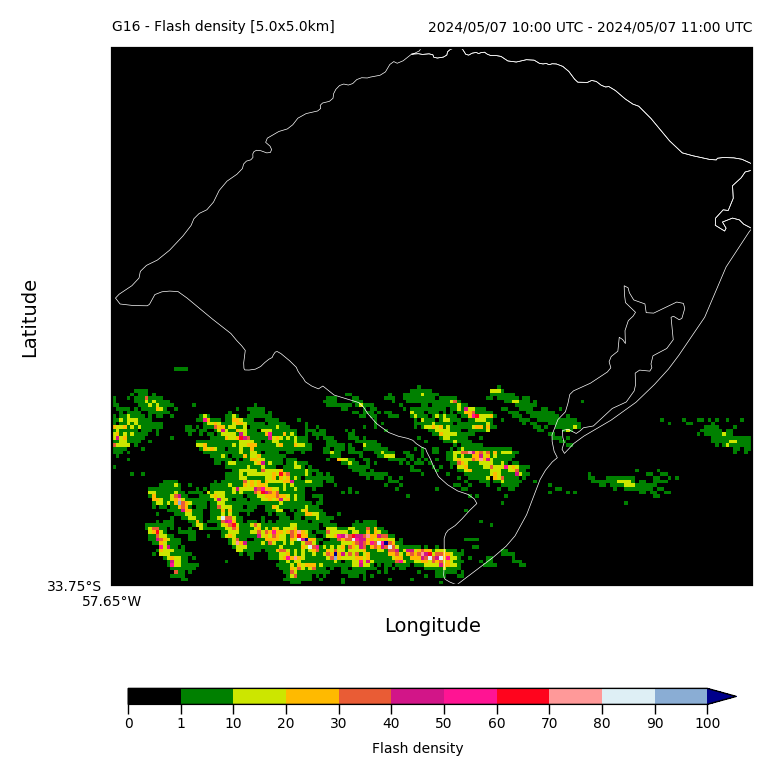 G16 - Flash density [5.0x5.0km] 2024/05/07 10:00 UTC - 2024/05/07 11:00 UTC
Latitude
33.75°S
57.65°W
Longitude
0 1 10 20 30 40 50 60 70 80 90 100
Flash density